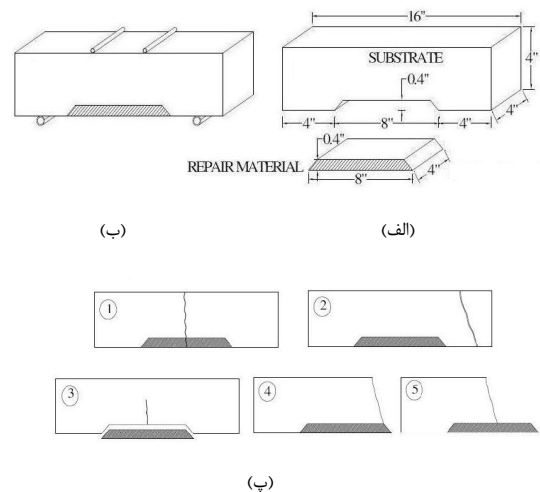 16"
SUBSTRATE
0.4"
4"
4"
4" 8" 4"
0.4"
REPAIR MATERIAL
4"
8"
(ب) (الف)
1 2
3 4 5
(پ)